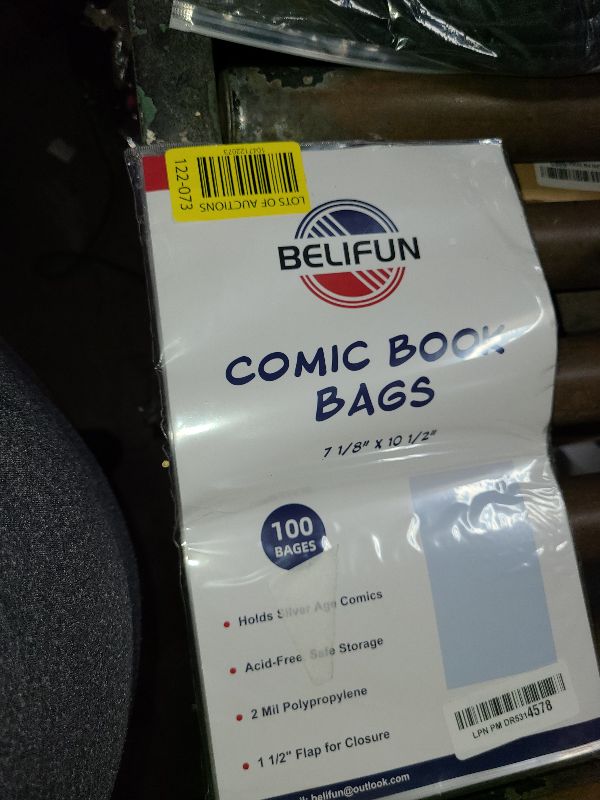 1047122073
LOTS OF AUCTIONS
122-073
BELIFUN
COMIC BOOK
BAGS
7 1/8" X 10 1/2"
100
BAGES
Holds Silver Age Comics
Acid-Free Safe Storage
2 Mil Polypropylene
1 1/2" Flap for Closure
LPN PM DR5314578
belifun@outlook.com